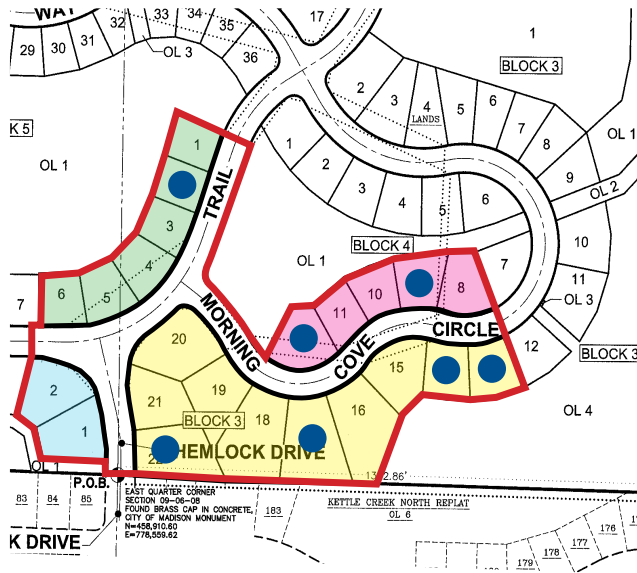 WAY
32
33
34
35
17
1
29
30
31
OL 3
36
BLOCK 3
2
3
4
5
6
7
8
LANDS
K 5
OL 1
1
OL 1
1
2
3
4
5
6
9
OL 2
TRAIL
3
BLOCK 4
10
4
OL 1
7
6
5
11
10
8
11
7
OL 3
MORNING
COVE
CIRCLE
20
12
BLOCK 3
2
19
15
21
BLOCK 3
18
16
OL 4
1
22
HEMLOCK DRIVE
OL 1
P.O.B.
EAST QUARTER CORNER
SECTION 09-06-08
FOUND BRASS CAP IN CONCRETE,
CITY OF MADISON MONUMENT
N=458,910.60
E=778,559.62
83
84
85
183
KETTLE CREEK NORTH REPLAT
OL 6
176
177
178
179
K DRIVE